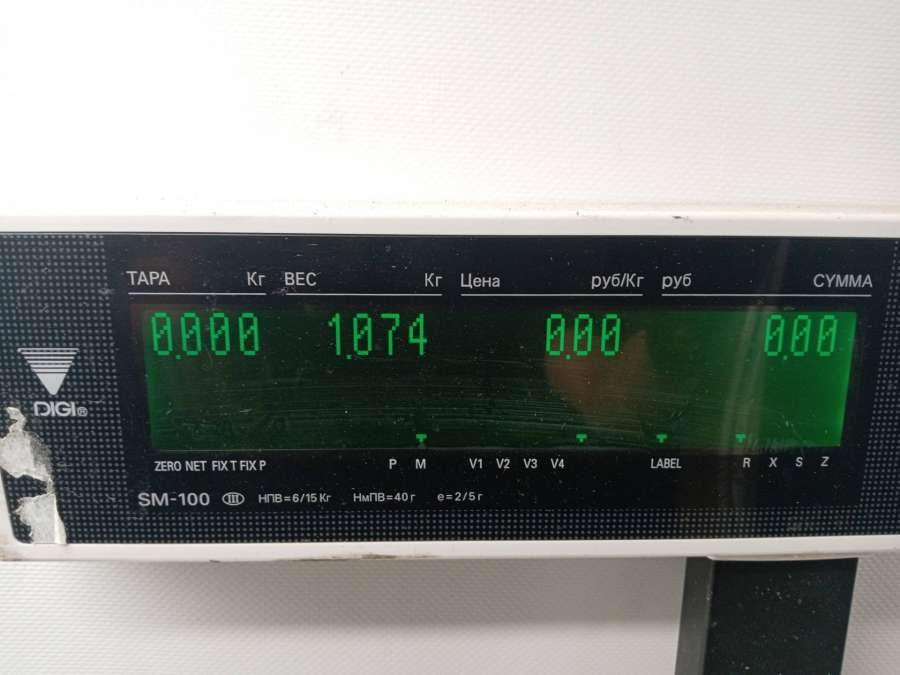 ТАРА Кг ВЕС Кг Цена руб/Кг руб СУММА
0.000 1.074 0.00 0.00
DIGI®
ZERO NET FIX T FIX P P M V1 V2 V3 V4 LABEL R X S Z
SM-100 III НПВ=6/15 Кг НмПВ=40 г e=2/5 г